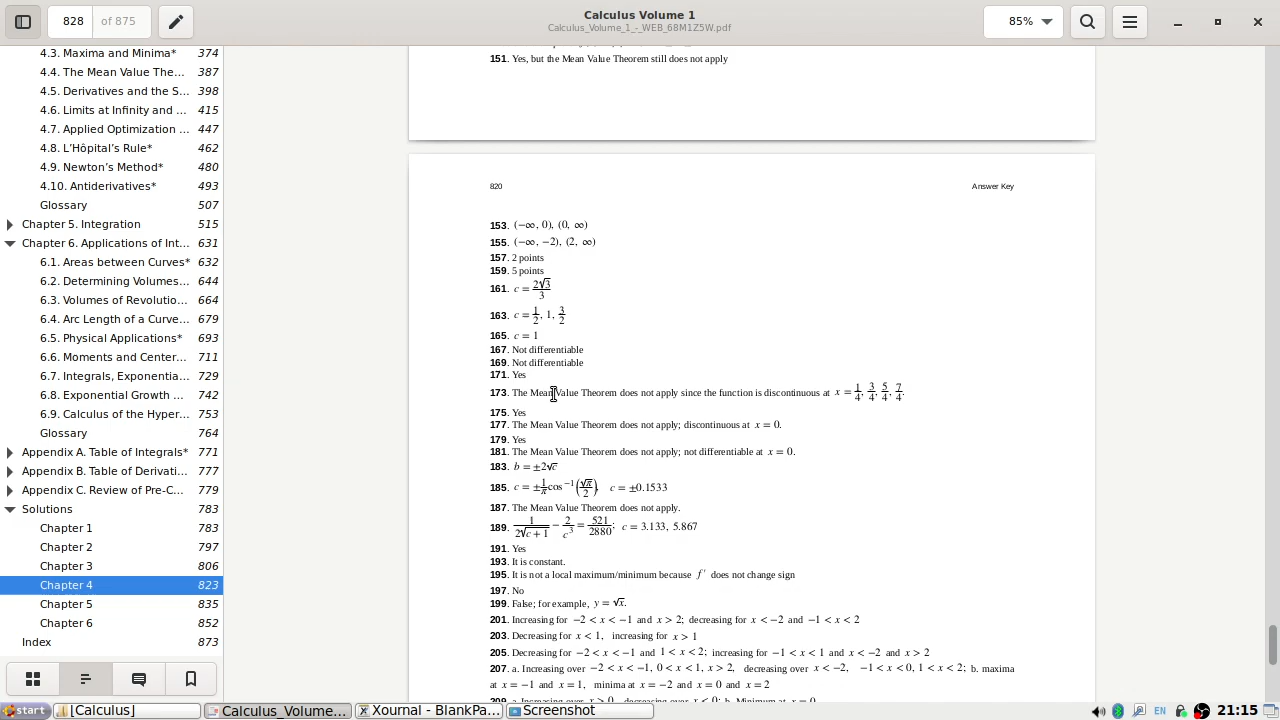 828 of 875
Calculus Volume 1
Calculus_Volume_1_-_WEB_68M1Z5W.pdf
85%
4.3. Maxima and Minima* 374
4.4. The Mean Value The... 387
4.5. Derivatives and the S... 398
4.6. Limits at Infinity and ... 415
4.7. Applied Optimization ... 447
4.8. L’Hôpital’s Rule* 462
4.9. Newton’s Method* 480
4.10. Antiderivatives* 493
Glossary 507
Chapter 5. Integration 515
Chapter 6. Applications of Int... 631
6.1. Areas between Curves* 632
6.2. Determining Volumes... 644
6.3. Volumes of Revolutio... 664
6.4. Arc Length of a Curve... 679
6.5. Physical Applications* 693
6.6. Moments and Center... 711
6.7. Integrals, Exponentia... 729
6.8. Exponential Growth ... 742
6.9. Calculus of the Hyper... 753
Glossary 764
Appendix A. Table of Integrals* 771
Appendix B. Table of Derivati... 777
Appendix C. Review of Pre-C... 779
Solutions 783
Chapter 1 783
Chapter 2 797
Chapter 3 806
Chapter 4 823
Chapter 5 835
Chapter 6 852
Index 873
151. Yes, but the Mean Value Theorem still does not apply
820 Answer Key
153. (−∞, 0), (0, ∞)
155. (−∞, −2), (2, ∞)
157. 2 points
159. 5 points
161. c = 2√3/3
163. c = 1/2, 1, 3/2
165. c = 1
167. Not differentiable
169. Not differentiable
171. Yes
173. The Mean Value Theorem does not apply since the function is discontinuous at x = 1/4, 3/4, 5/4, 7/4.
175. Yes
177. The Mean Value Theorem does not apply; discontinuous at x = 0.
179. Yes
181. The Mean Value Theorem does not apply; not differentiable at x = 0.
183. b = ±2√c
185. c = ±1/π cos⁻¹(√π/2), c = ±0.1533
187. The Mean Value Theorem does not apply.
189. 1/(2√(c + 1)) − 2/c³ = 521/2880; c = 3.133, 5.867
191. Yes
193. It is constant.
195. It is not a local maximum/minimum because f′ does not change sign
197. No
199. False; for example, y = √x.
201. Increasing for −2 < x < −1 and x > 2; decreasing for x < −2 and −1 < x < 2
203. Decreasing for x < 1, increasing for x > 1
205. Decreasing for −2 < x < −1 and 1 < x < 2; increasing for −1 < x < 1 and x < −2 and x > 2
207. a. Increasing over −2 < x < −1, 0 < x < 1, x > 2, decreasing over x < −2, −1 < x < 0, 1 < x < 2; b. maxima
at x = −1 and x = 1, minima at x = −2 and x = 0 and x = 2
209. a. Increasing over x > 0, decreasing over x < 0; b. Minimum at x = 0
start [Calculus] Calculus_Volume... Xournal - BlankPa... Screenshot EN 21:15